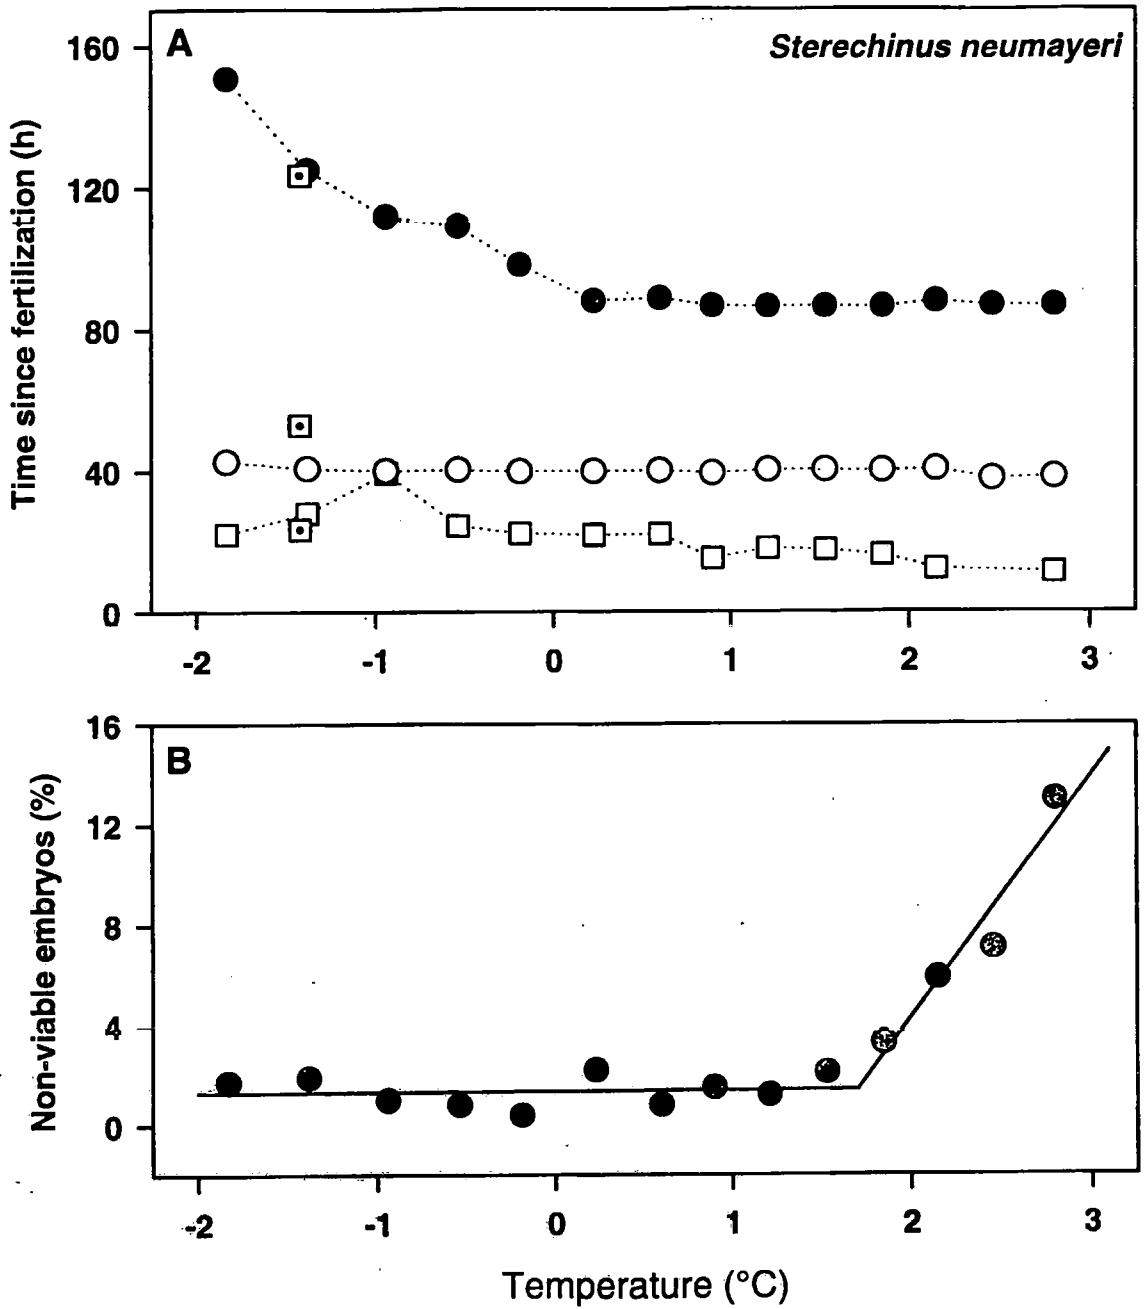 A
Sterechinus neumayeri
Time since fertilization (h)
160
120
80
40
0
-2 -1 0 1 2 3
B
Non-viable embryos (%)
16
12
8
4
0
-2 -1 0 1 2 3
Temperature (°C)